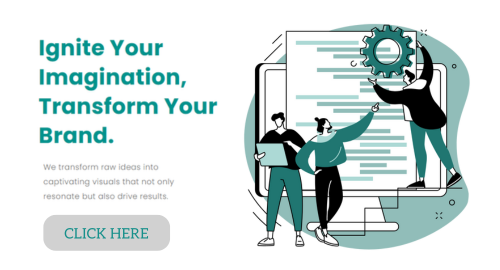 Ignite Your
Imagination,
Transform Your
Brand.
We transform raw ideas into
captivating visuals that not only
resonate but also drive results.
CLICK HERE